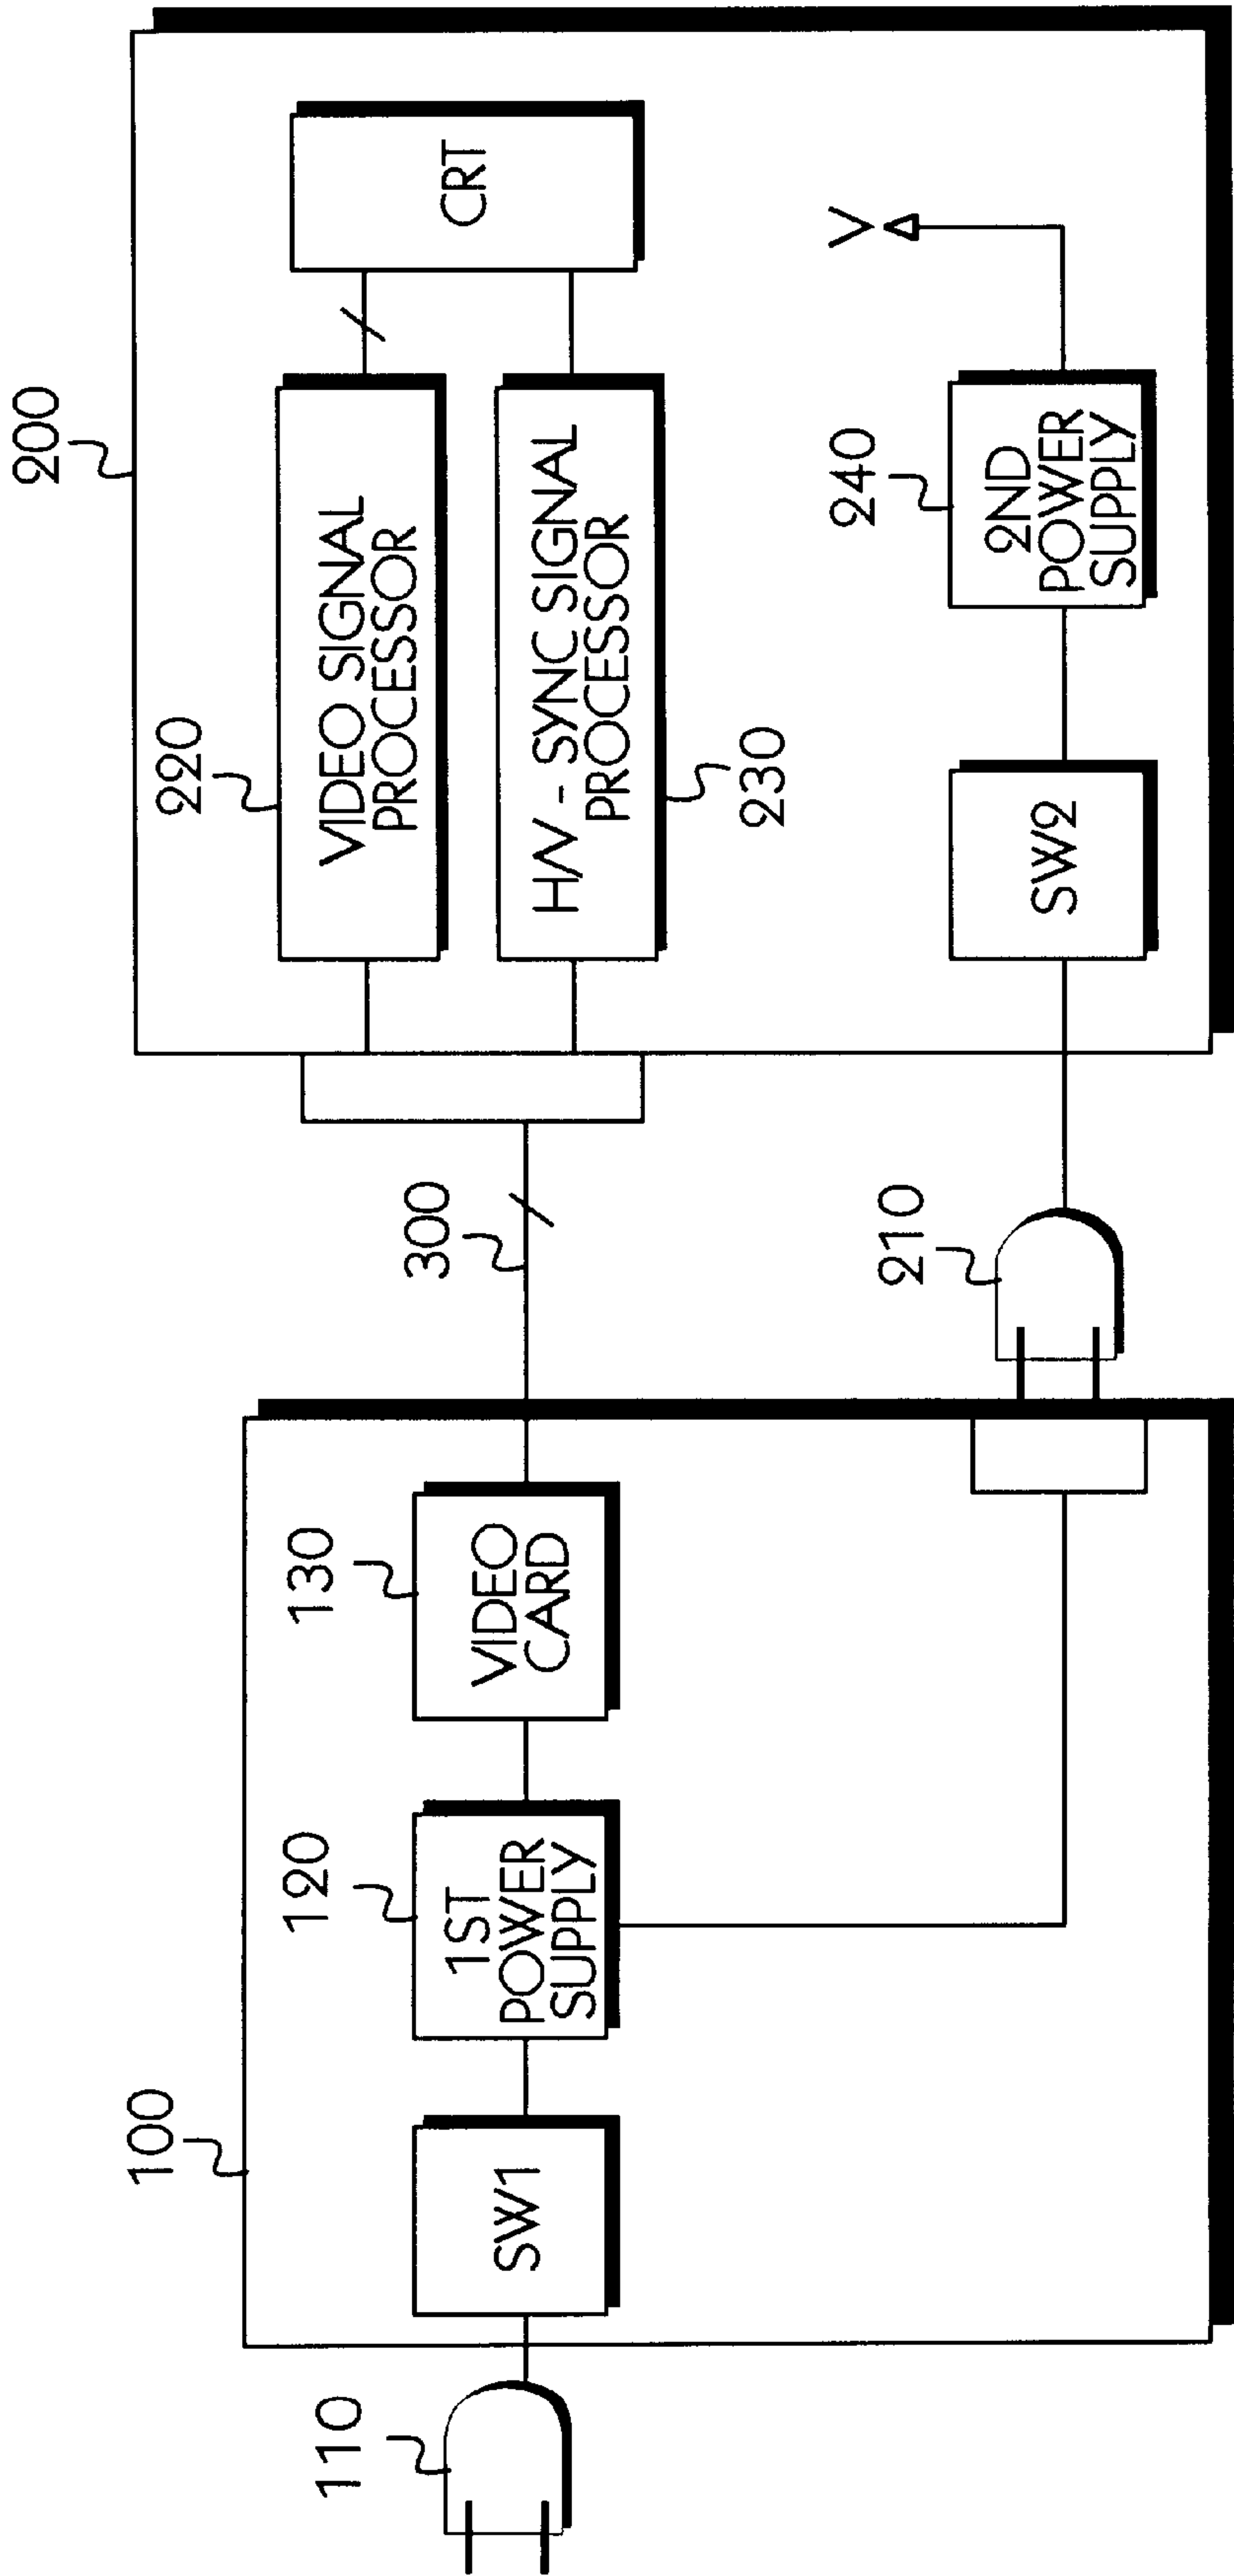 200
220
VIDEO SIGNAL
PROCESSOR
CRT
H/V - SYNC SIGNAL
PROCESSOR
230
V
240
2ND
POWER
SUPPLY
SW2
300
210
100
110
SW1
120
1ST
POWER
SUPPLY
130
VIDEO
CARD